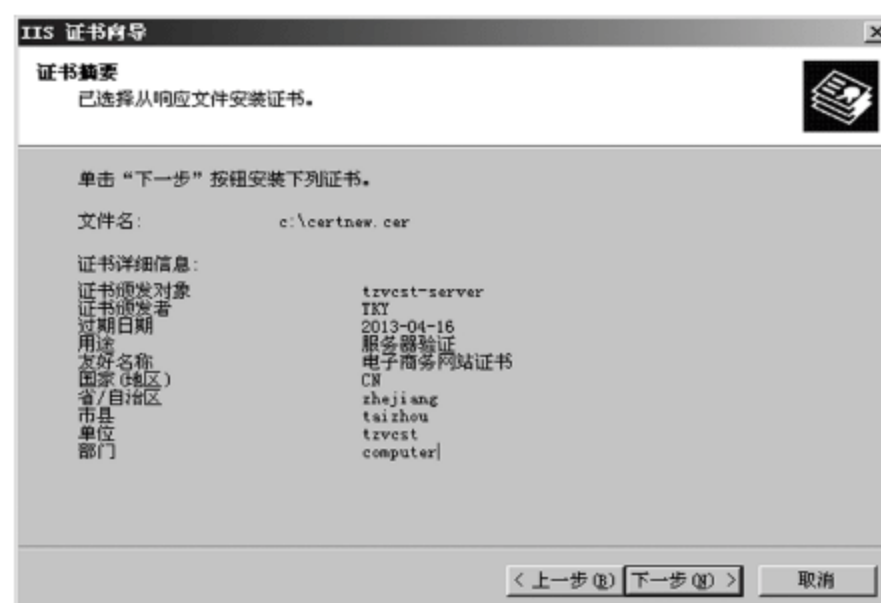 IIS 证书向导
证书摘要
已选择从响应文件安装证书。
单击“下一步”按钮安装下列证书。
文件名: c:\certnew.cer
证书详细信息:
证书颁发对象 tzvcst-server
证书颁发者 TKY
过期日期 2013-04-16
用途 服务器验证
友好名称 电子商务网站证书
国家(地区) CN
省/自治区 zhejiang
市县 taizhou
单位 tzvcst
部门 computer
< 上一步(B) 下一步(N) > 取消